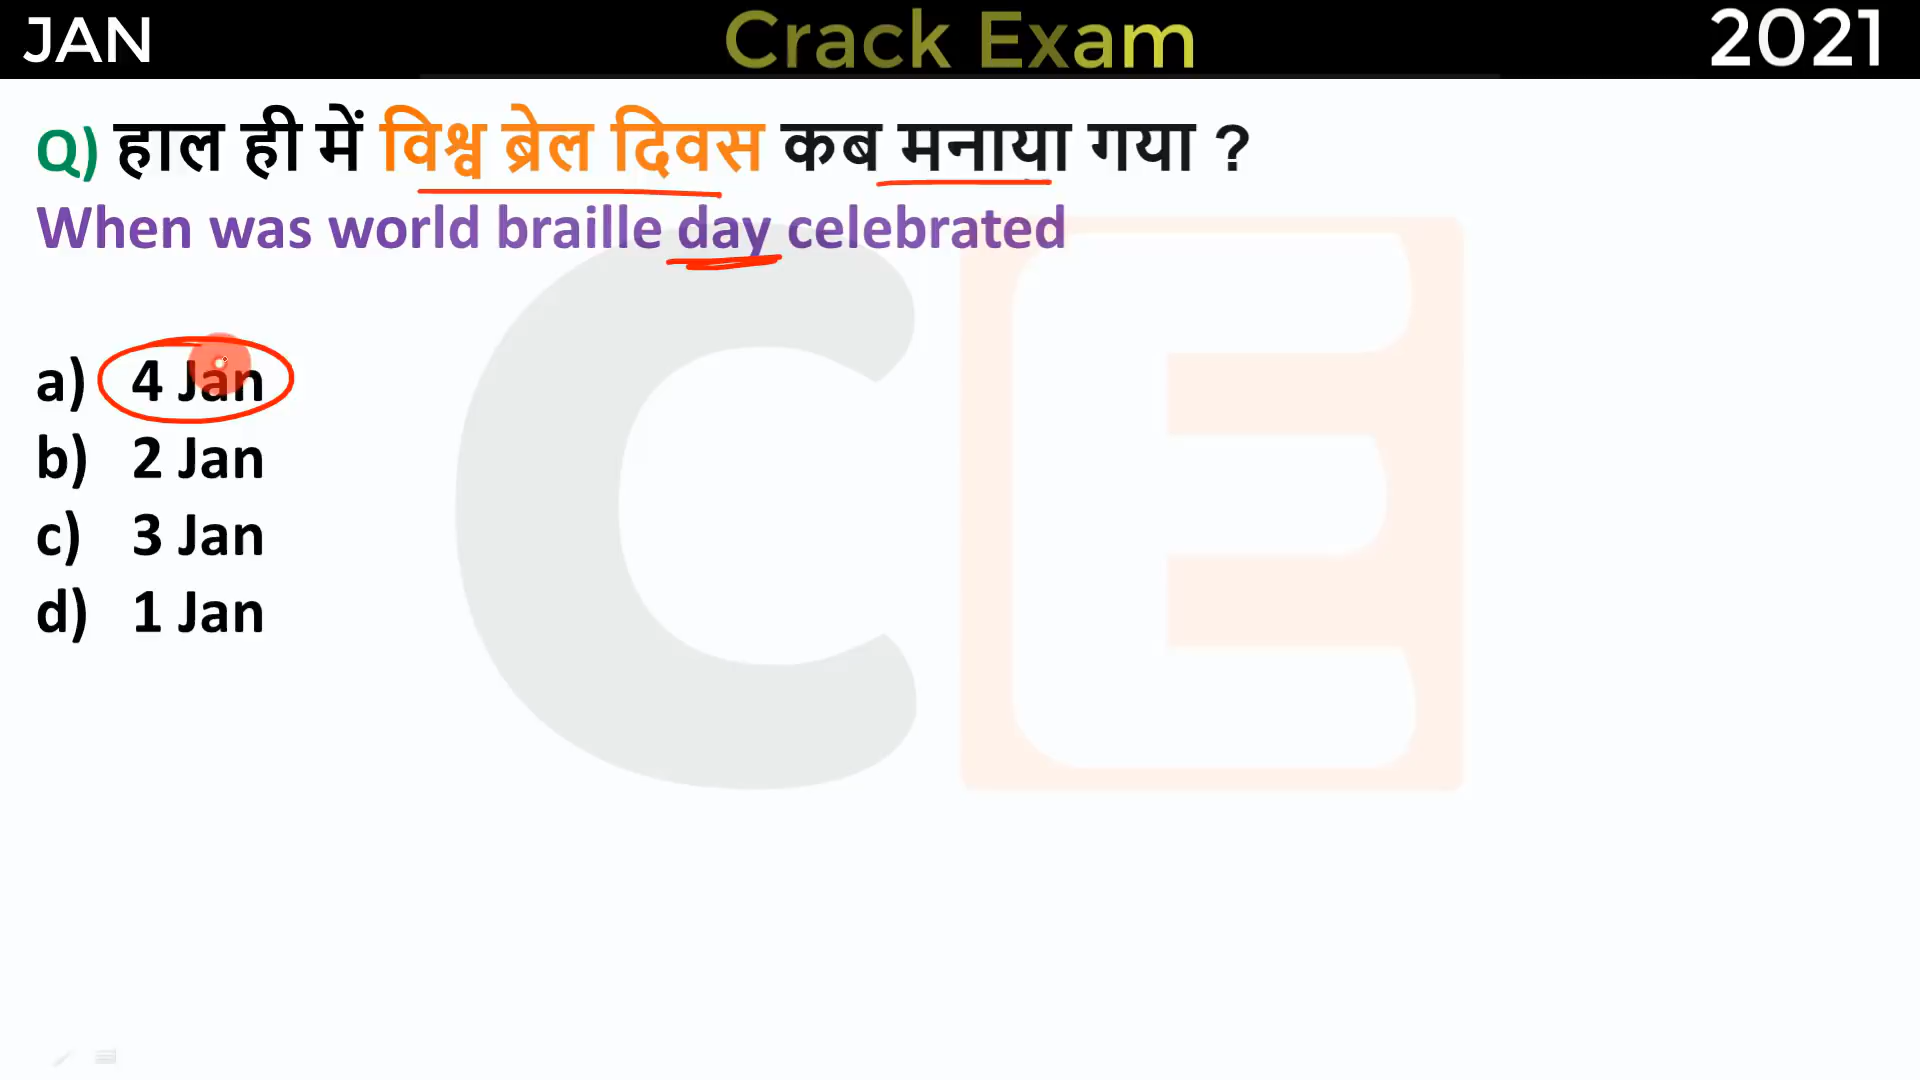 JAN Crack Exam 2021
Q) हाल ही में विश्व ब्रेल दिवस कब मनाया गया ?
When was world braille day celebrated
a) 4 Jan
b) 2 Jan
c) 3 Jan
d) 1 Jan
CE